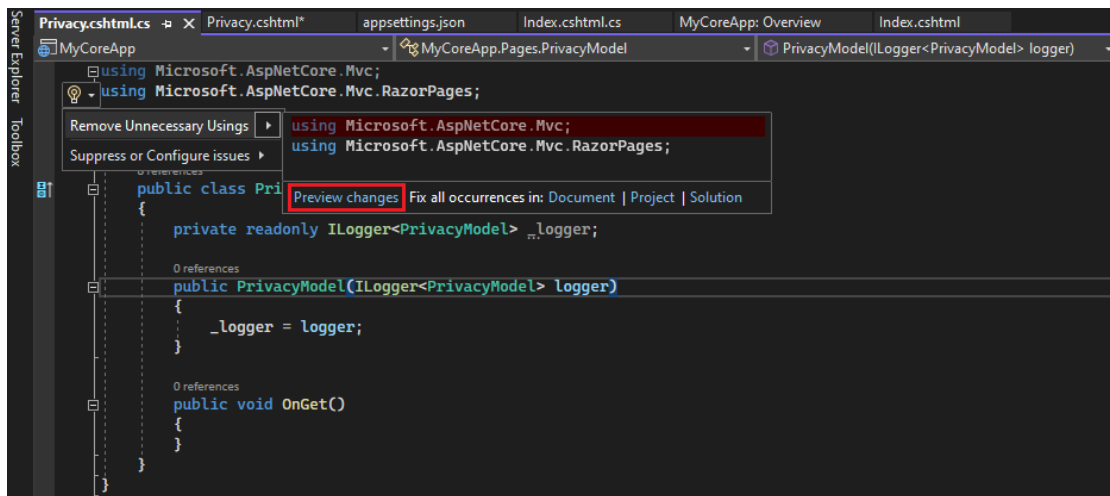 Server Explorer
Toolbox
Privacy.cshtml.cs Privacy.cshtml* appsettings.json Index.cshtml.cs MyCoreApp: Overview Index.cshtml
MyCoreApp MyCoreApp.Pages.PrivacyModel PrivacyModel(ILogger<PrivacyModel> logger)
using Microsoft.AspNetCore.Mvc;
using Microsoft.AspNetCore.Mvc.RazorPages;
Remove Unnecessary Usings
Suppress or Configure issues
using Microsoft.AspNetCore.Mvc;
using Microsoft.AspNetCore.Mvc.RazorPages;
Preview changes Fix all occurrences in: Document | Project | Solution
public class Pri
{
private readonly ILogger<PrivacyModel> _logger;
0 references
public PrivacyModel(ILogger<PrivacyModel> logger)
{
_logger = logger;
}
0 references
public void OnGet()
{
}
}
}